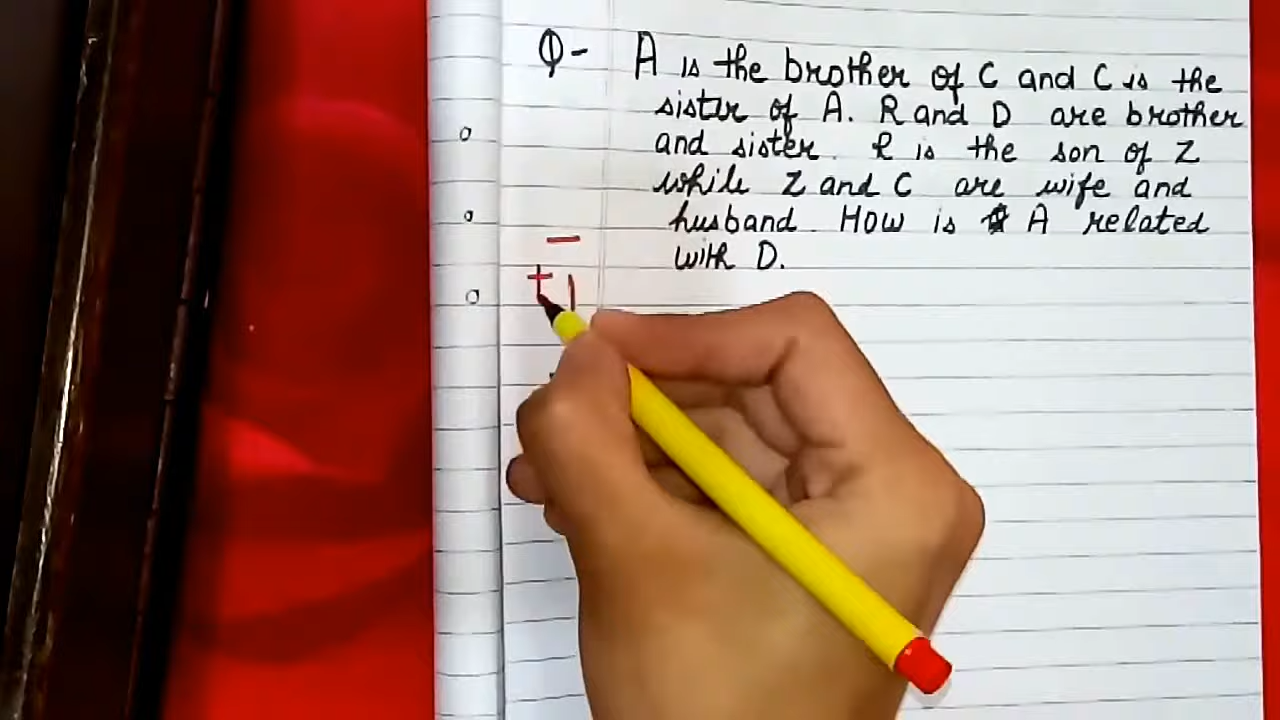 Q- A is the brother of C and C is the
sister of A. R and D are brother
and sister. R is the son of Z
while Z and C are wife and
husband. How is A related
with D.